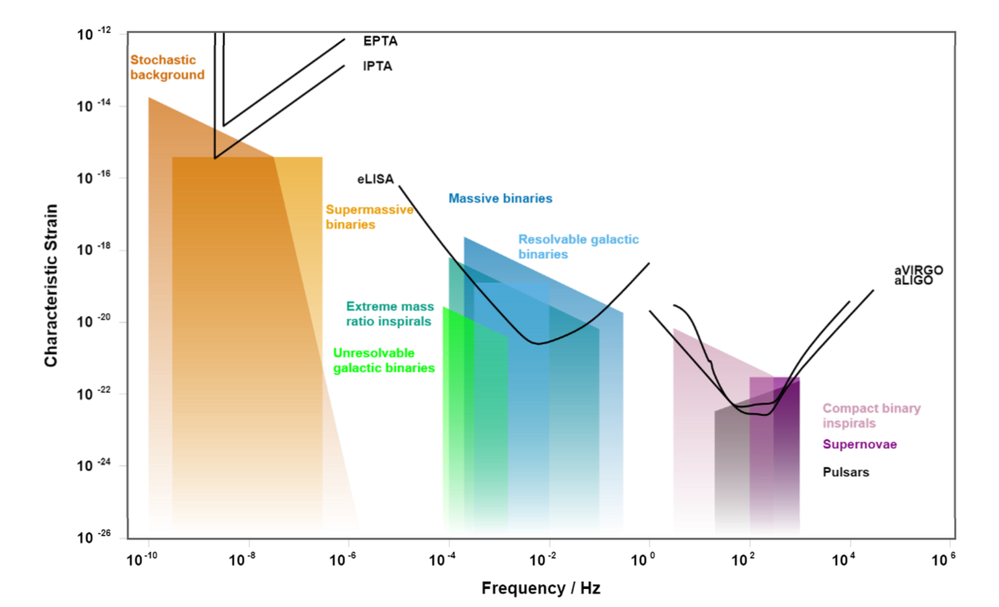 10 -12
EPTA
Stochastic
background
IPTA
10 -14
10 -16
eLISA
Massive binaries
Supermassive
binaries
Resolvable galactic
binaries
10 -18
aVIRGO
aLIGO
Characteristic Strain
Extreme mass
ratio inspirals
10 -20
Unresolvable
galactic binaries
10 -22
Compact binary
inspirals
Supernovae
10 -24
Pulsars
10 -26
10-10
10-8
10-6
10-4
10-2
10 0
10 2
10 4
10 6
Frequency / Hz